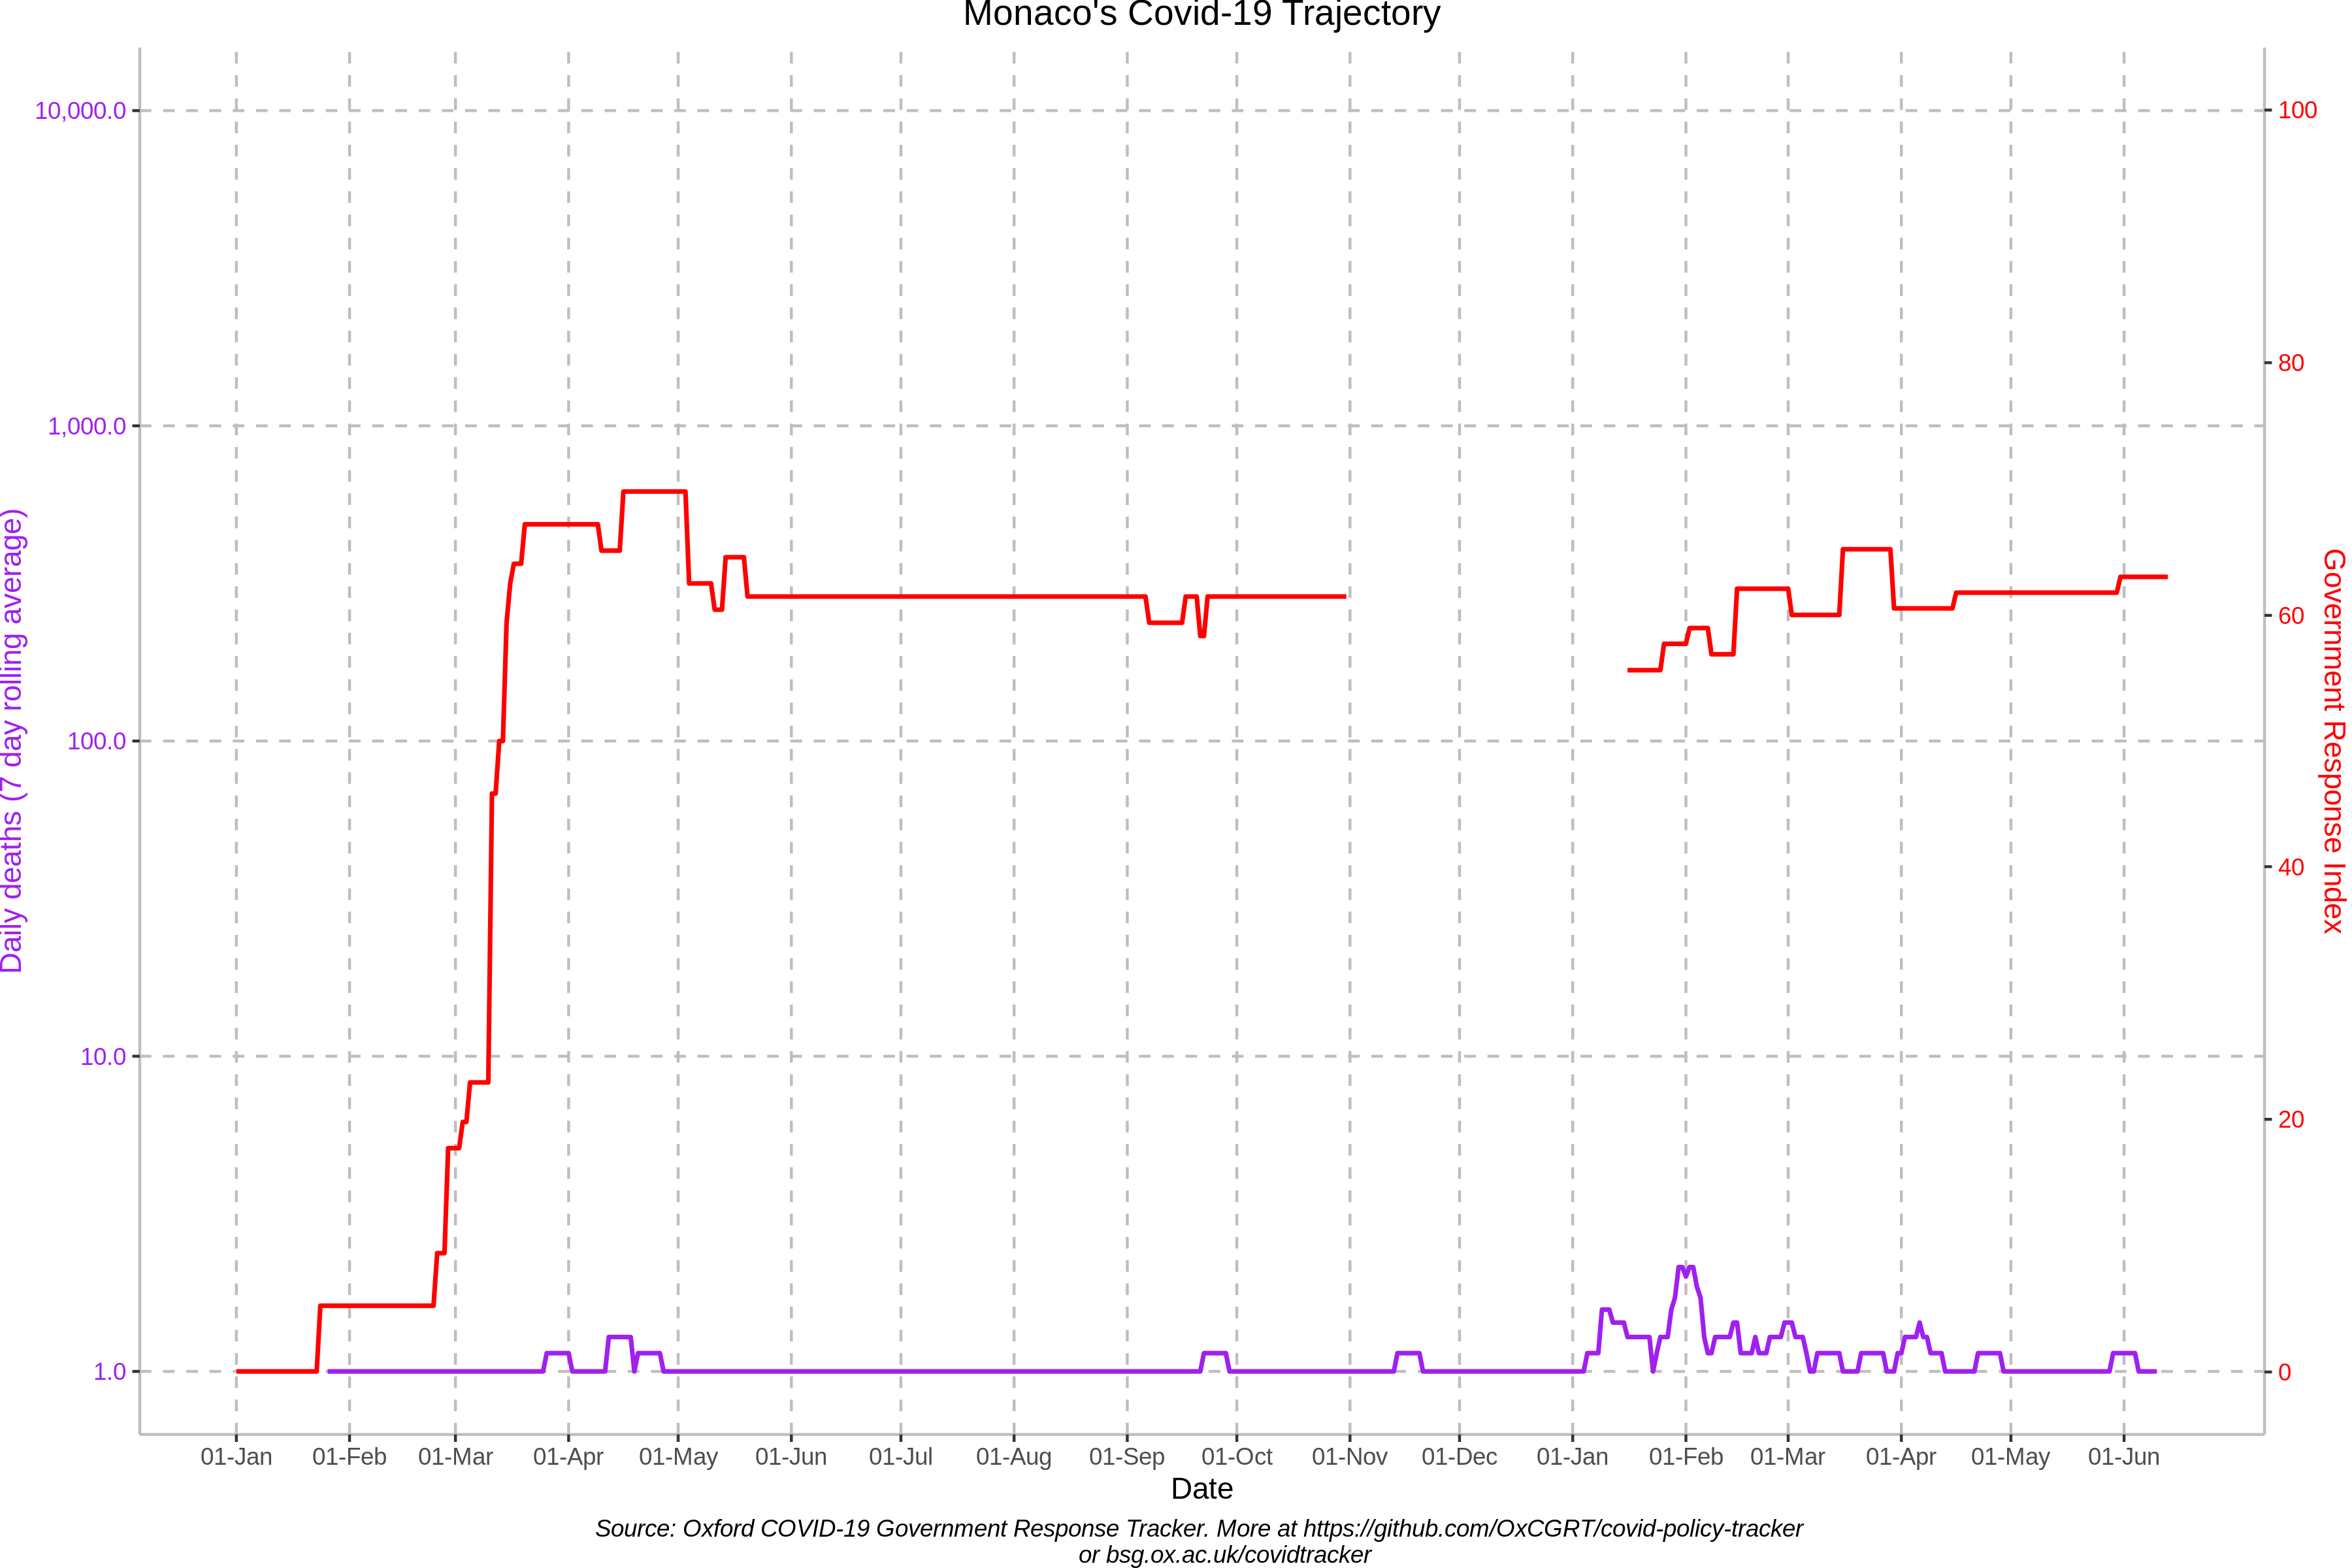 Monaco's Covid-19 Trajectory
10,000.0
1,000.0
100.0
10.0
1.0
Daily deaths (7 day rolling average)
100
80
60
40
20
0
Government Response Index
01-Jan 01-Feb 01-Mar 01-Apr 01-May 01-Jun 01-Jul 01-Aug 01-Sep 01-Oct 01-Nov 01-Dec 01-Jan 01-Feb 01-Mar 01-Apr 01-May 01-Jun
Date
Source: Oxford COVID-19 Government Response Tracker. More at https://github.com/OxCGRT/covid-policy-tracker
or bsg.ox.ac.uk/covidtracker